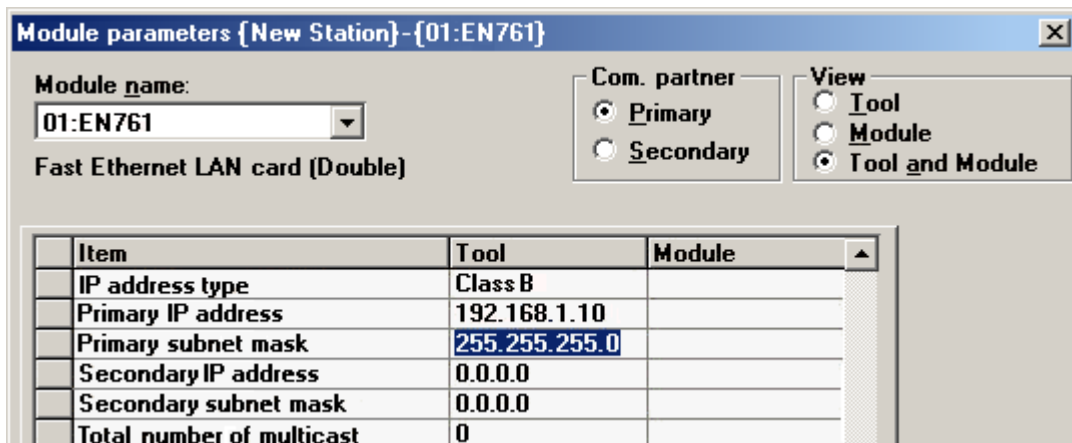 Module parameters {New Station}-{01:EN761}
Module name:
01:EN761
Fast Ethernet LAN card (Double)
Com. partner
Primary
Secondary
View
Tool
Module
Tool and Module
Item Tool Module
IP address type Class B
Primary IP address 192.168.1.10
Primary subnet mask 255.255.255.0
Secondary IP address 0.0.0.0
Secondary subnet mask 0.0.0.0
Total number of multicast 0